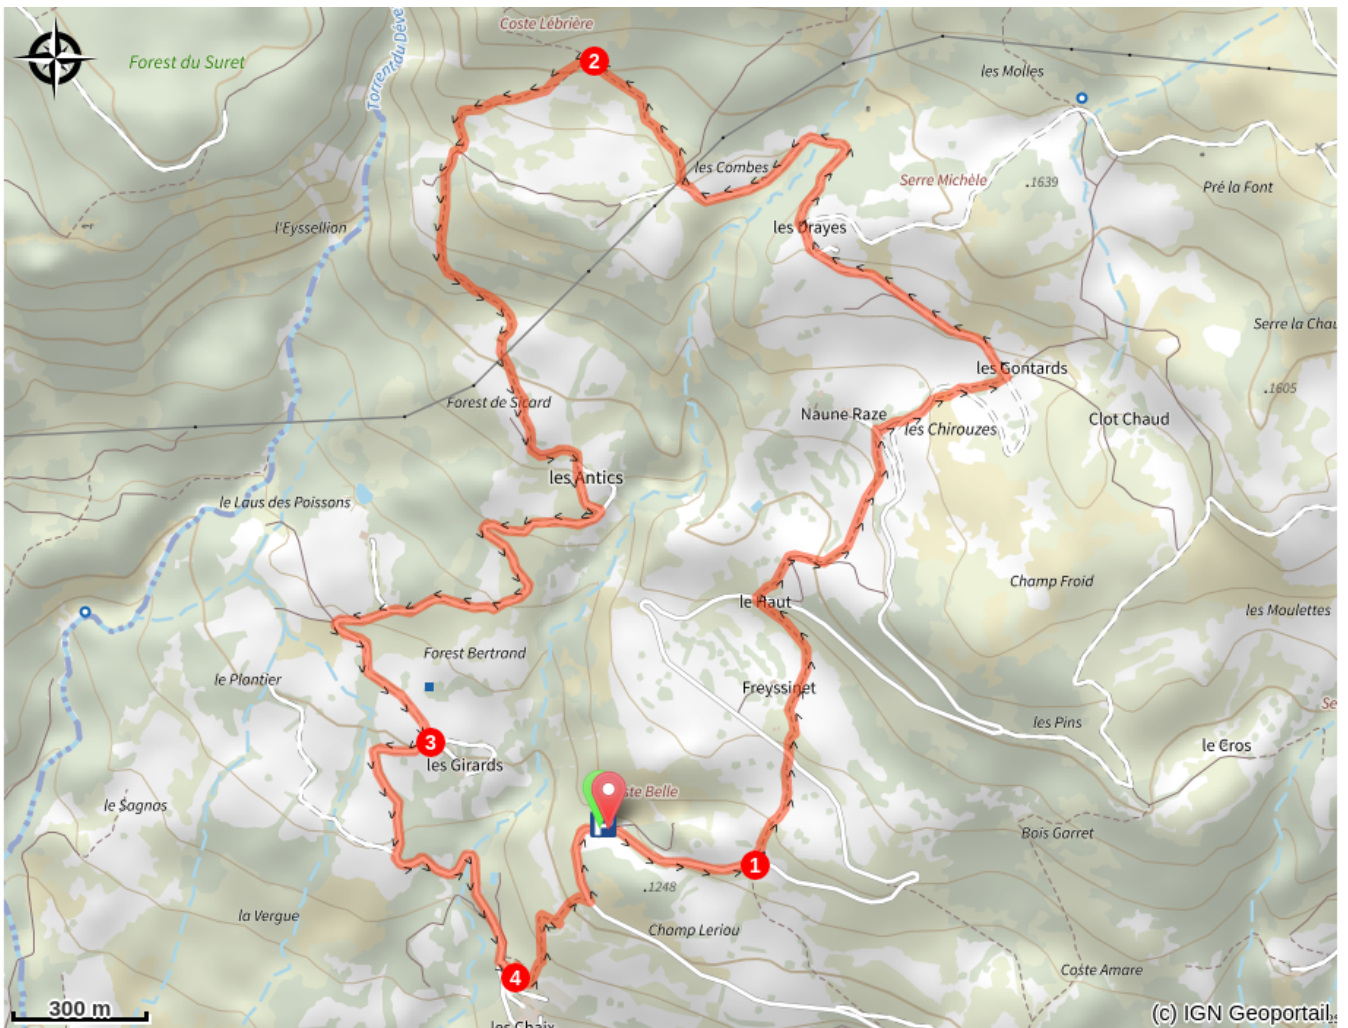 Coste Lébrière
Forest du Suret
2
Torrent du Déve
les Molles
les Combes
Serre Michèle
.1639
Pré la Font
l'Eyssellion
les Drayes
Serre la Chau
les Gontards
.1605
Forest de Sicard
Naune Raze
les Chirouzes
Clot Chaud
les Antics
le Laus des Poissons
Champ Froid
le Haut
les Moulettes
Forest Bertrand
le Plantier
Freyssinet
Se
les Pins
3
le Cros
les Girards
ste Belle
le Sagnas
Bois Garret
1
.1248
la Vergue
Champ Leriou
4
Coste Amare
300 m
les Chaix
(c) IGN Geoportail